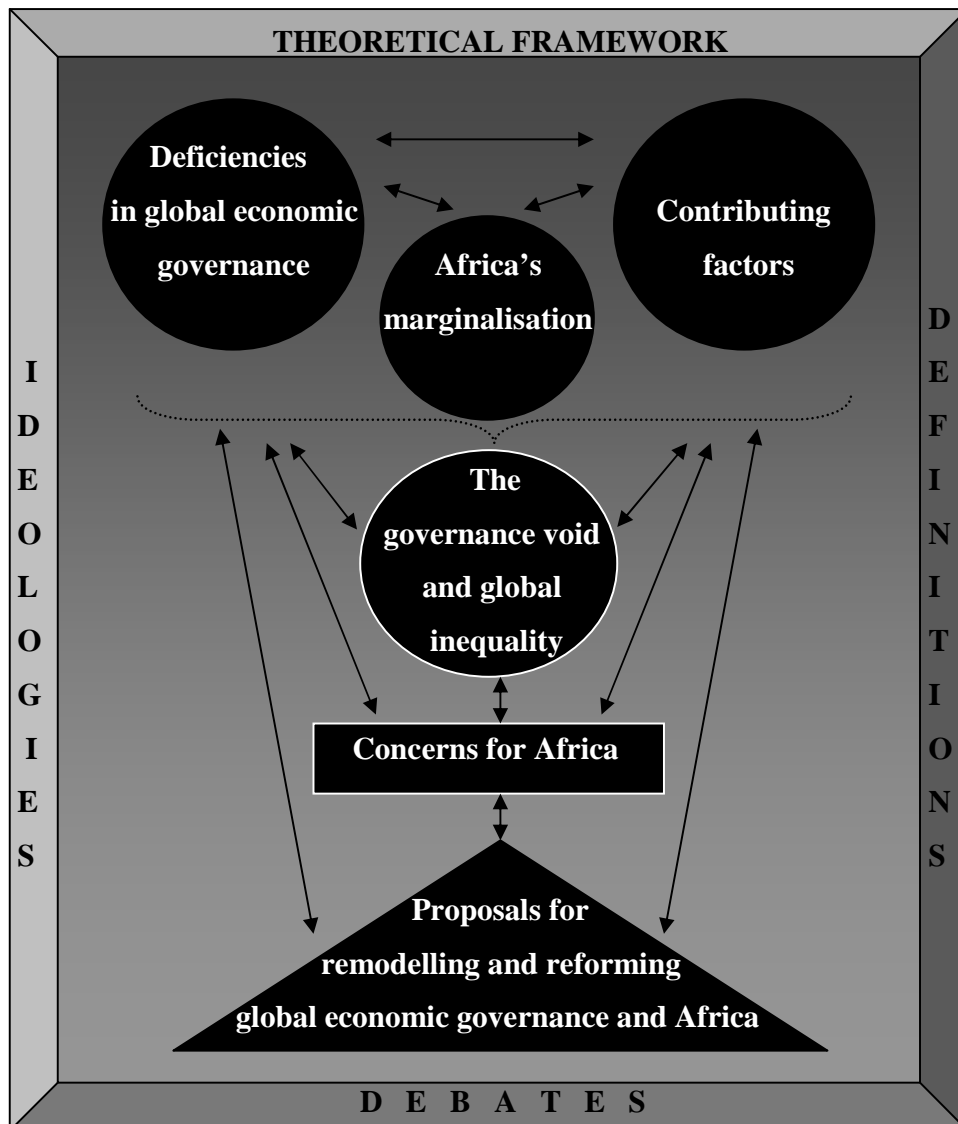 THEORETICAL FRAMEWORK
Deficiencies
in global economic
governance
Contributing
factors
Africa’s
marginalisation
The
governance void
and global
inequality
Concerns for Africa
Proposals for
remodelling and reforming
global economic governance and Africa
I D E O L O G I E S
D E F I N I T I O N S
D E B A T E S